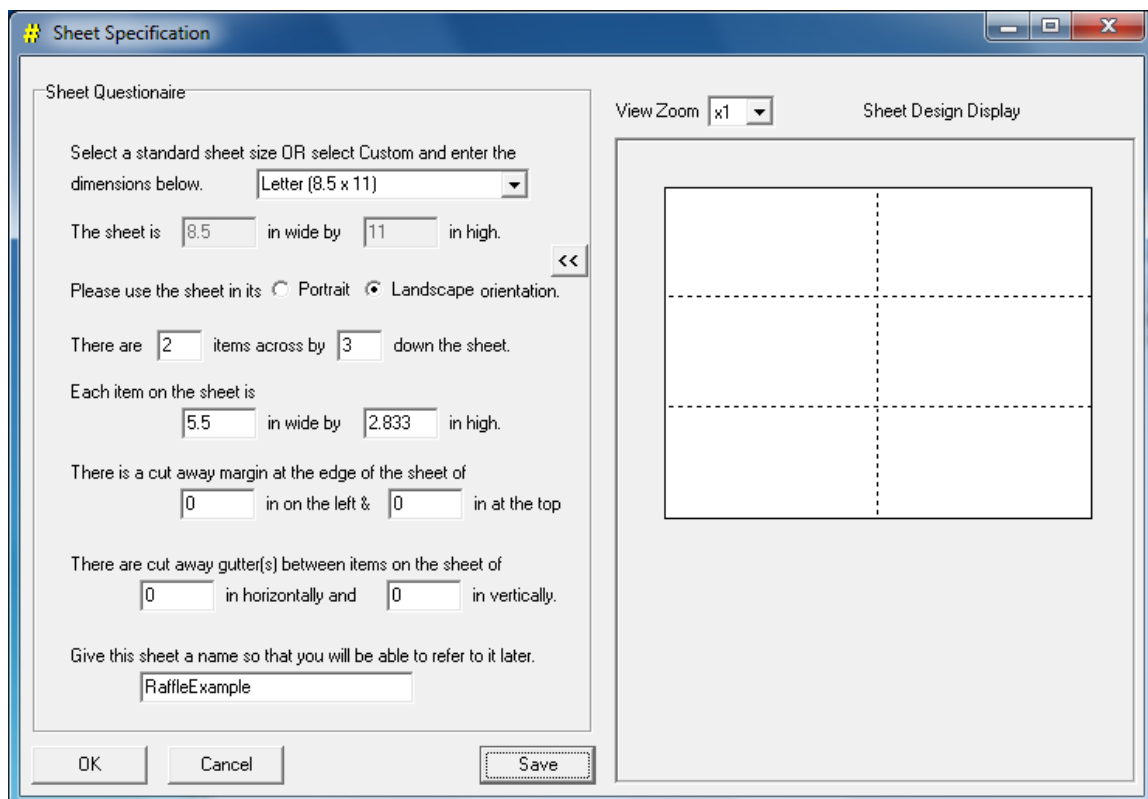 # Sheet Specification
Sheet Questionaire
Select a standard sheet size OR select Custom and enter the
dimensions below. Letter (8.5 x 11)
The sheet is 8.5 in wide by 11 in high.
<<
Please use the sheet in its Portrait Landscape orientation.
There are 2 items across by 3 down the sheet.
Each item on the sheet is
5.5 in wide by 2.833 in high.
There is a cut away margin at the edge of the sheet of
0 in on the left & 0 in at the top
There are cut away gutter(s) between items on the sheet of
0 in horizontally and 0 in vertically.
Give this sheet a name so that you will be able to refer to it later.
RaffleExample
OK Cancel Save
View Zoom x1 Sheet Design Display